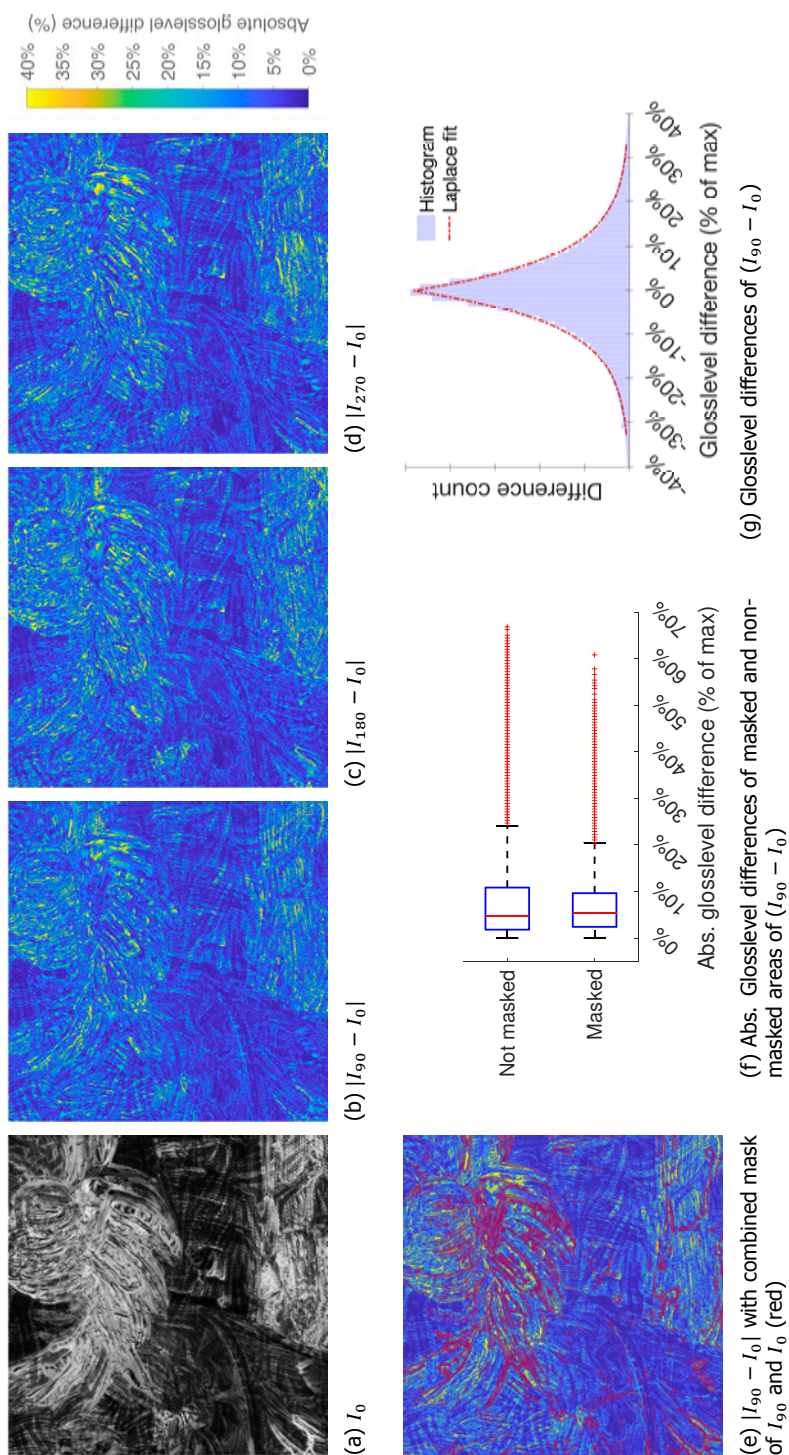 (a) I₀
(b) |I₉₀ − I₀|
(c) |I₁₈₀ − I₀|
(d) |I₂₇₀ − I₀|
40%
35%
30%
25%
20%
15%
10%
5%
0%
Absolute glosslevel difference (%)
(e) |I₉₀ − I₀| with combined mask
of I₉₀ and I₀ (red)
Not masked
Masked
0%
10%
20%
30%
40%
50%
60%
70%
Abs. glosslevel difference (% of max)
(f) Abs. Glosslevel differences of masked and non-
masked areas of (I₉₀ − I₀)
Difference count
Histogram
Laplace fit
-40%
-30%
-20%
-10%
0%
10%
20%
30%
40%
Glosslevel difference (% of max)
(g) Glosslevel differences of (I₉₀ − I₀)